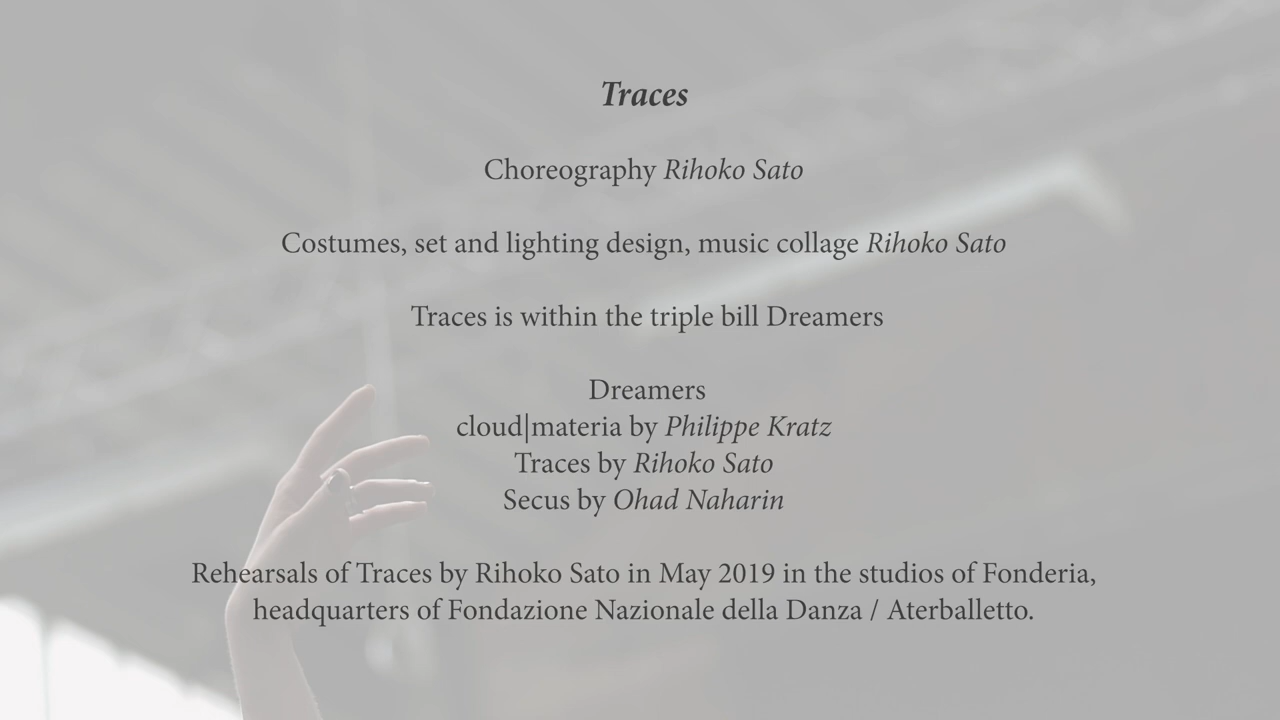 Traces
Choreography Rihoko Sato
Costumes, set and lighting design, music collage Rihoko Sato
Traces is within the triple bill Dreamers
Dreamers
cloud|materia by Philippe Kratz
Traces by Rihoko Sato
Secus by Ohad Naharin
Rehearsals of Traces by Rihoko Sato in May 2019 in the studios of Fonderia,
headquarters of Fondazione Nazionale della Danza / Aterballetto.